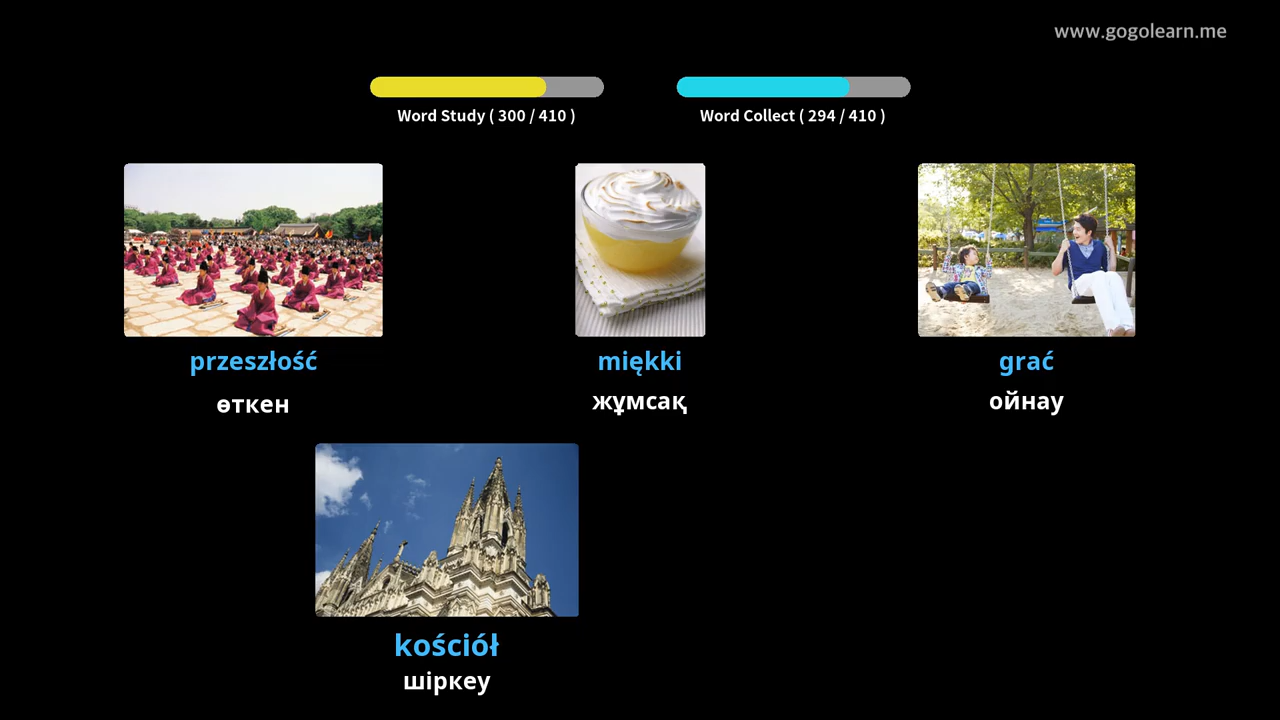 www.gogolearn.me
Word Study ( 300 / 410 )
Word Collect ( 294 / 410 )
przeszłość
өткен
miękki
жұмсақ
grać
ойнау
kościół
шіркеу